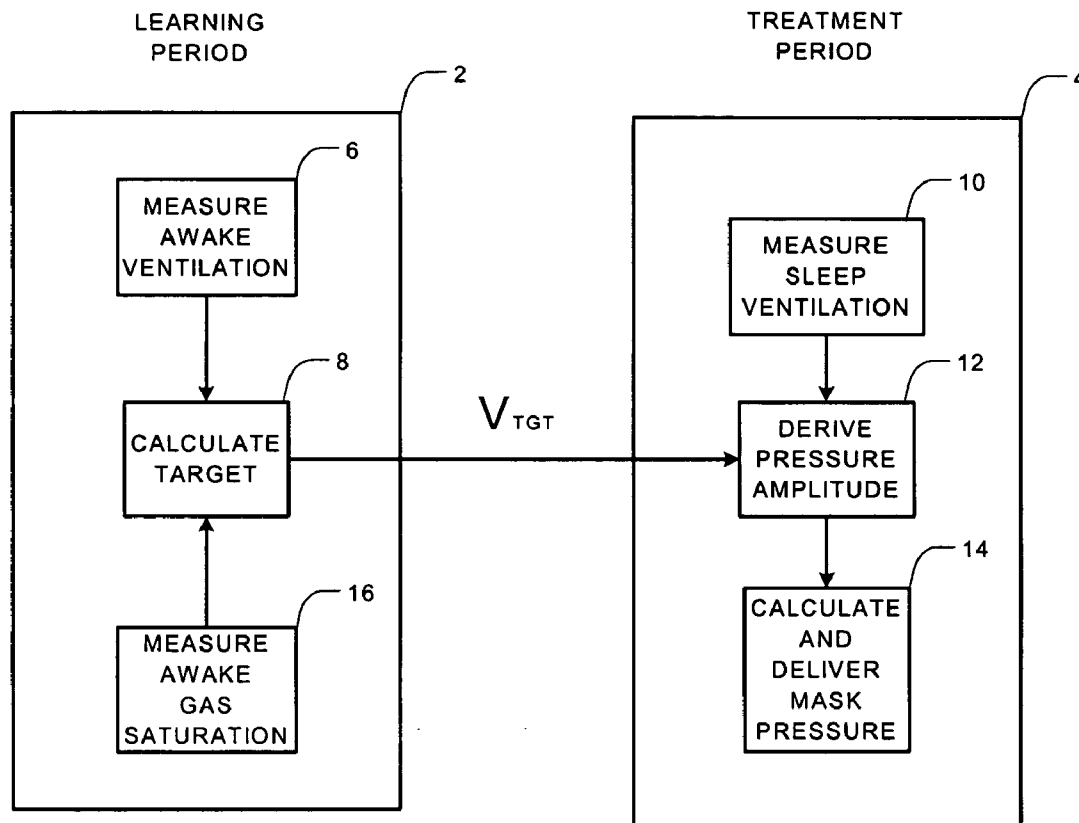 LEARNING
PERIOD
2
6
MEASURE
AWAKE
VENTILATION
8
CALCULATE
TARGET
16
MEASURE
AWAKE
GAS
SATURATION
VTGT
TREATMENT
PERIOD
4
10
MEASURE
SLEEP
VENTILATION
12
DERIVE
PRESSURE
AMPLITUDE
14
CALCULATE
AND
DELIVER
MASK
PRESSURE